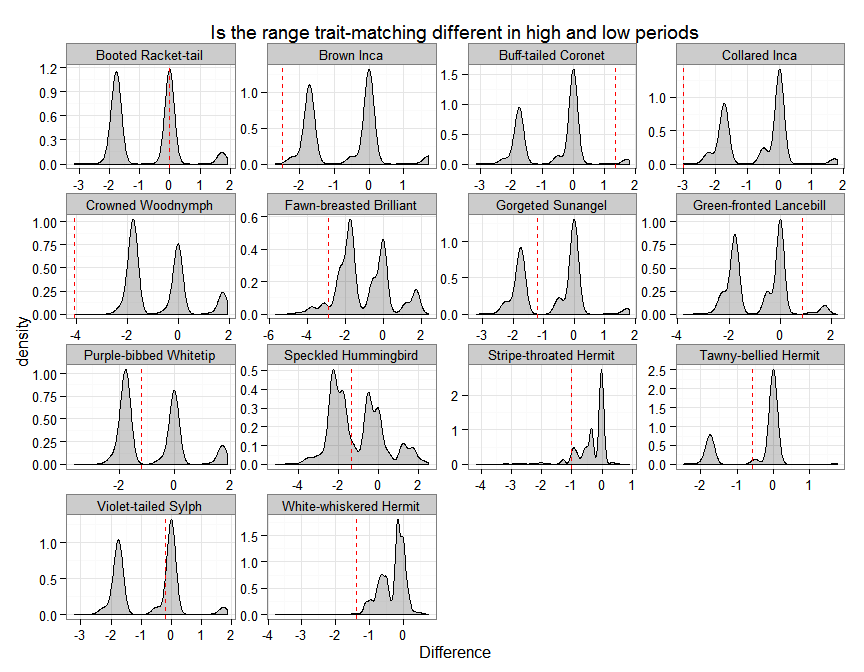 Is the range trait-matching different in high and low periods
Booted Racket-tail Brown Inca Buff-tailed Coronet Collared Inca
1.2 0.9 0.6 0.3 0.0 1.0 0.5 0.0 1.5 1.0 0.5 0.0 1.0 0.5 0.0
-3 -2 -1 0 1 2 -2 -1 0 1 -3 -2 -1 0 1 2 -3 -2 -1 0 1 2
Crowned Woodnymph Fawn-breasted Brilliant Gorgeted Sunangel Green-fronted Lancebill
1.00 0.75 0.50 0.25 0.00 0.6 0.4 0.2 0.0 1.0 0.5 0.0 1.00 0.75 0.50 0.25 0.00
-4 -2 0 2 -6 -4 -2 0 2 -3 -2 -1 0 1 2 -4 -2 0 2
density
Purple-bibbed Whitetip Speckled Hummingbird Stripe-throated Hermit Tawny-bellied Hermit
1.00 0.75 0.50 0.25 0.00 0.5 0.4 0.3 0.2 0.1 0.0 2 1 0 2.5 2.0 1.5 1.0 0.5 0.0
-2 0 2 -4 -2 0 2 -4 -3 -2 -1 0 1 -2 -1 0 1
Violet-tailed Sylph White-whiskered Hermit
1.0 0.5 0.0 1.5 1.0 0.5 0.0
-3 -2 -1 0 1 2 -4 -3 -2 -1 0
Difference